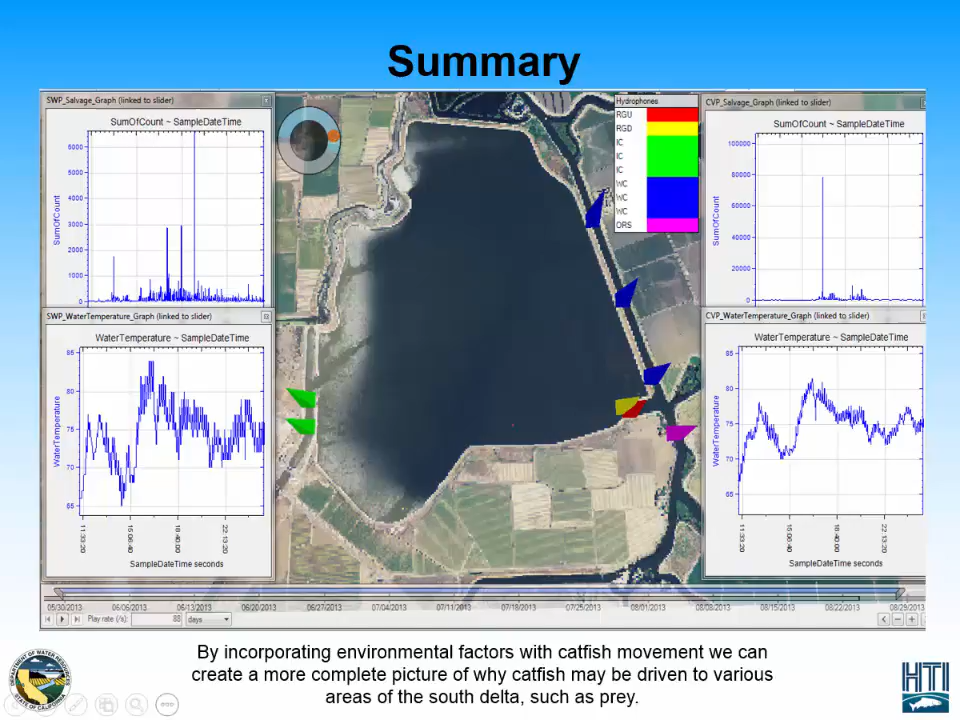 Summary
SWP_Salvage_Graph (linked to slider)
SumOfCount ~ SampleDateTime
SumOfCount
6000
5000
4000
3000
2000
1000
0
SWP_WaterTemperature_Graph (linked to slider)
WaterTemperature ~ SampleDateTime
WaterTemperature
85
80
75
70
65
11:33:20
15:06:40
18:40:00
22:13:20
SampleDateTime seconds
Hydrophones
RGU
RGD
IC
IC
IC
WC
WC
WC
ORS
CVP_Salvage_Graph (linked to slider)
SumOfCount ~ SampleDateTime
SumOfCount
100000
80000
60000
40000
20000
0
CVP_WaterTemperature_Graph (linked to slider)
WaterTemperature ~ SampleDateTime
WaterTemperature
85
80
75
70
65
11:33:20
15:06:40
18:40:00
22:13:20
SampleDateTime seconds
05/30/2013 06/06/2013 06/13/2013 06/20/2013 06/27/2013 07/04/2013 07/11/2013 07/18/2013 07/25/2013 08/01/2013 08/08/2013 08/15/2013 08/22/2013 08/29/2013
Play rate (/s): 88 days
By incorporating environmental factors with catfish movement we can
create a more complete picture of why catfish may be driven to various
areas of the south delta, such as prey.
DEPARTMENT OF WATER RESOURCES
STATE OF CALIFORNIA
HTI